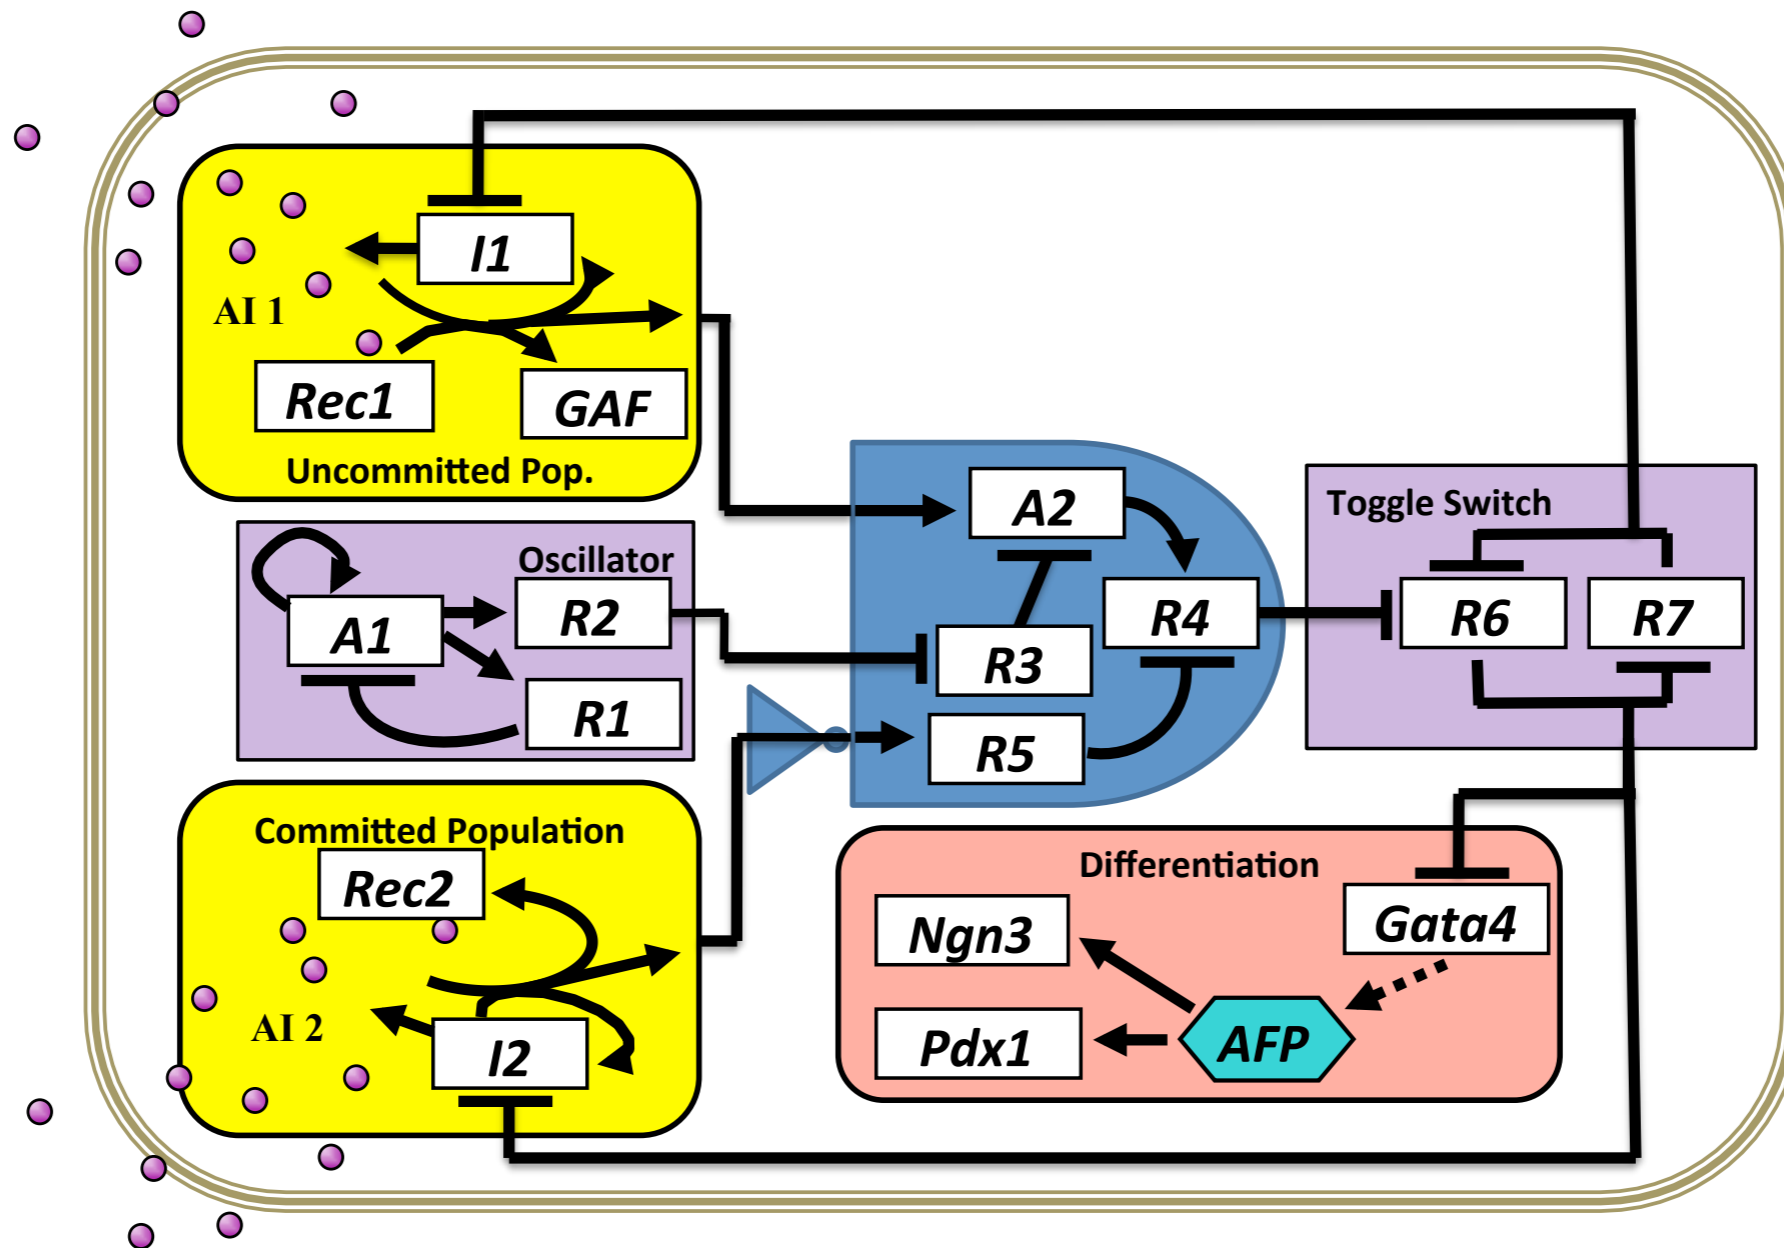 I1
AI 1
Rec1
GAF
Uncommitted Pop.
Oscillator
A1
R2
R1
A2
R3
R4
R5
Toggle Switch
R6
R7
Committed Population
Rec2
AI 2
I2
Differentiation
Ngn3
Gata4
Pdx1
AFP